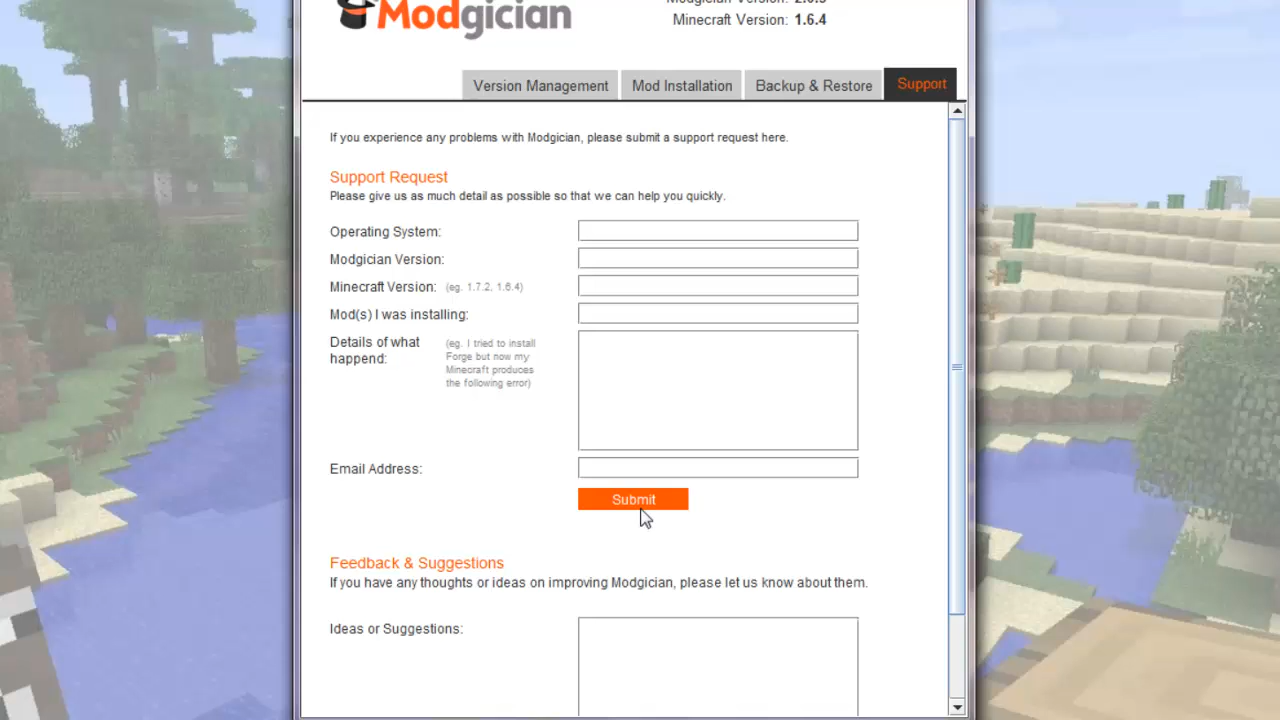 Modgician
Minecraft Version: 1.6.4
Version Management
Mod Installation
Backup & Restore
Support
If you experience any problems with Modgician, please submit a support request here.
Support Request
Please give us as much detail as possible so that we can help you quickly.
Operating System:
Modgician Version:
Minecraft Version: (eg. 1.7.2, 1.6.4)
Mod(s) I was installing:
Details of what
happend:
(eg. I tried to install
Forge but now my
Minecraft produces
the following error)
Email Address:
Submit
Feedback & Suggestions
If you have any thoughts or ideas on improving Modgician, please let us know about them.
Ideas or Suggestions: